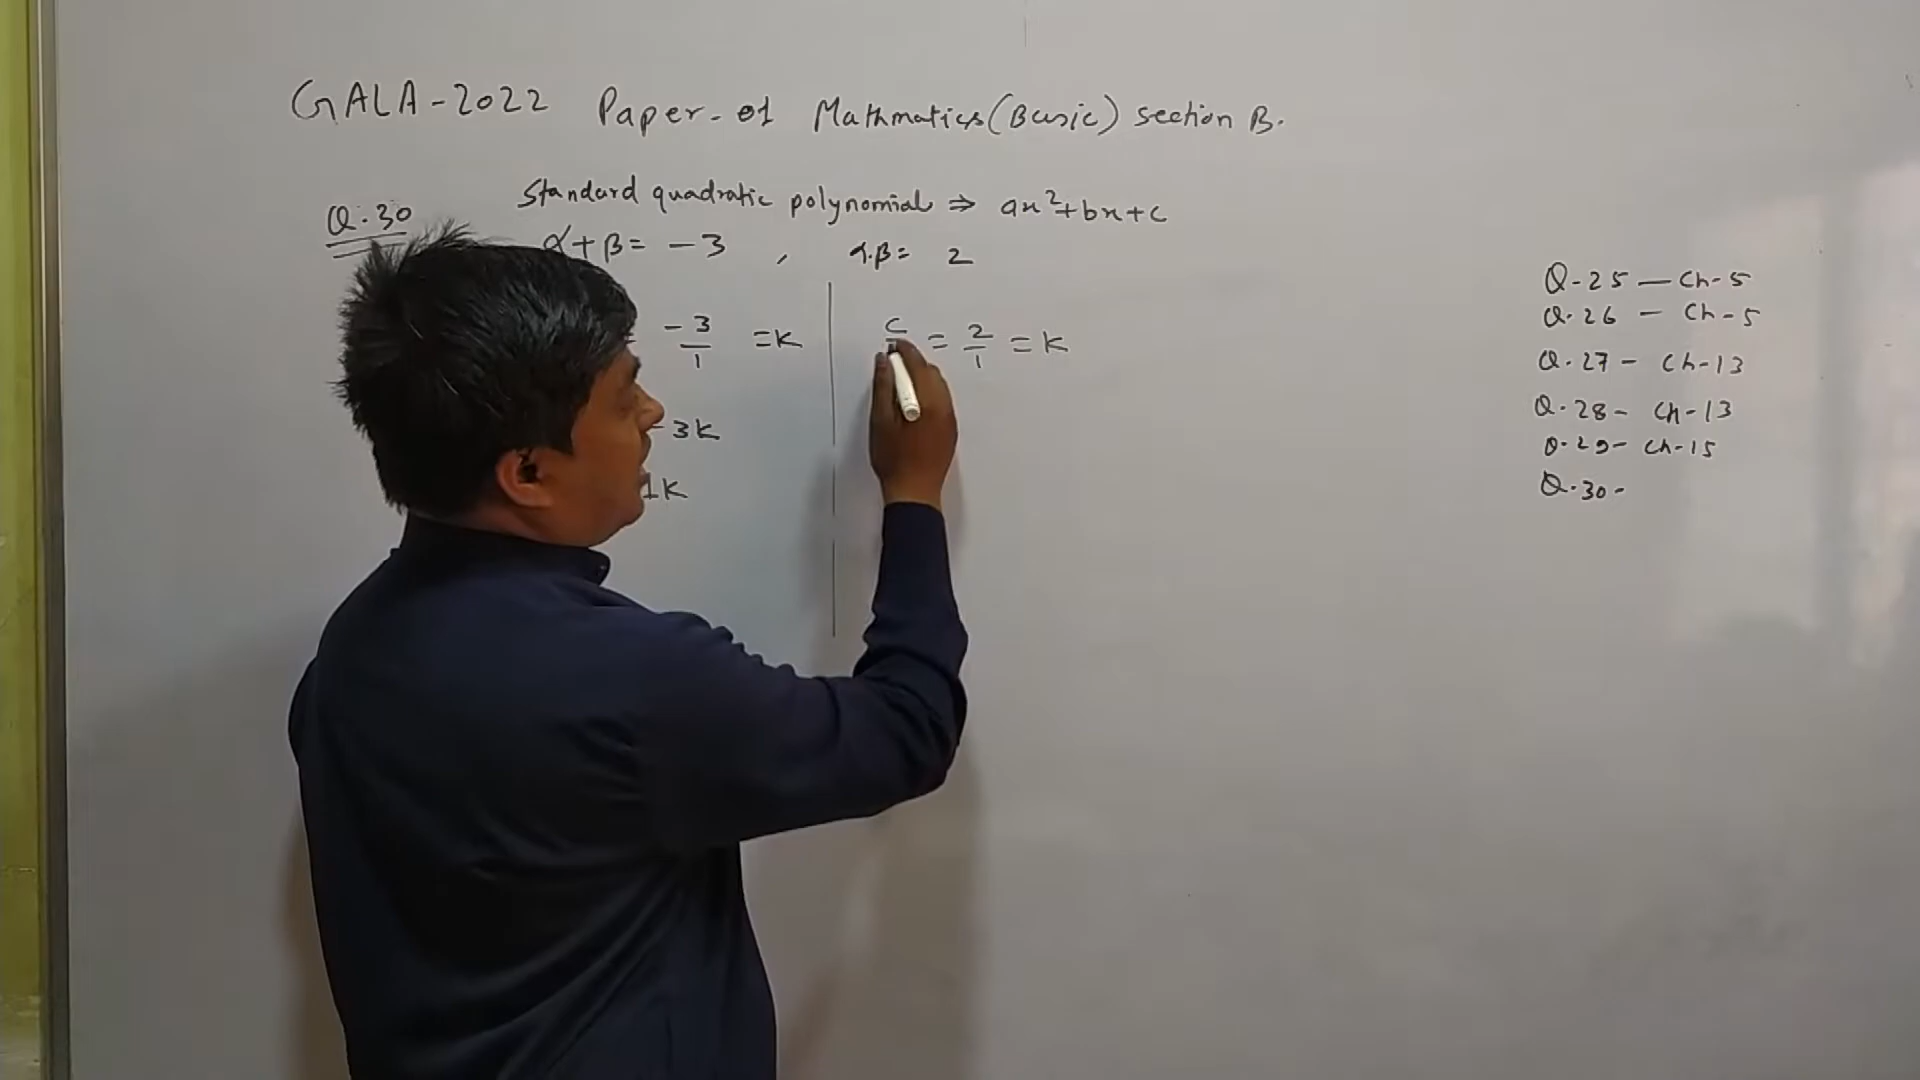 GALA-2022 Paper-01 Mathmatics (Basic) section B.
Q.30
Standard quadratic polynomial ⇒ ax²+bx+c
α+β = -3 , α.β = 2
-3/1 = K
c = 2/1 = K
-3K
1K
Q-25 — Ch-5
Q.26 - Ch-5
Q.27 - Ch-13
Q.28- Ch-13
Q.29- Ch-15
Q.30-